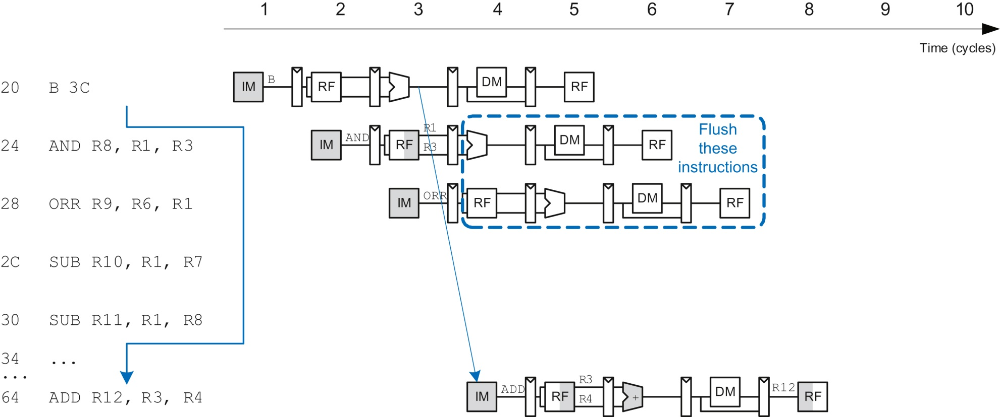 1 2 3 4 5 6 7 8 9 10
Time (cycles)
20 B 3C IM B RF DM RF
24 AND R8, R1, R3 IM AND RF R1 R3 DM RF
Flush
these
instructions
28 ORR R9, R6, R1 IM ORR RF DM RF
2C SUB R10, R1, R7
30 SUB R11, R1, R8
34 ...
...
64 ADD R12, R3, R4 IM ADD RF R3 R4 + DM R12 RF